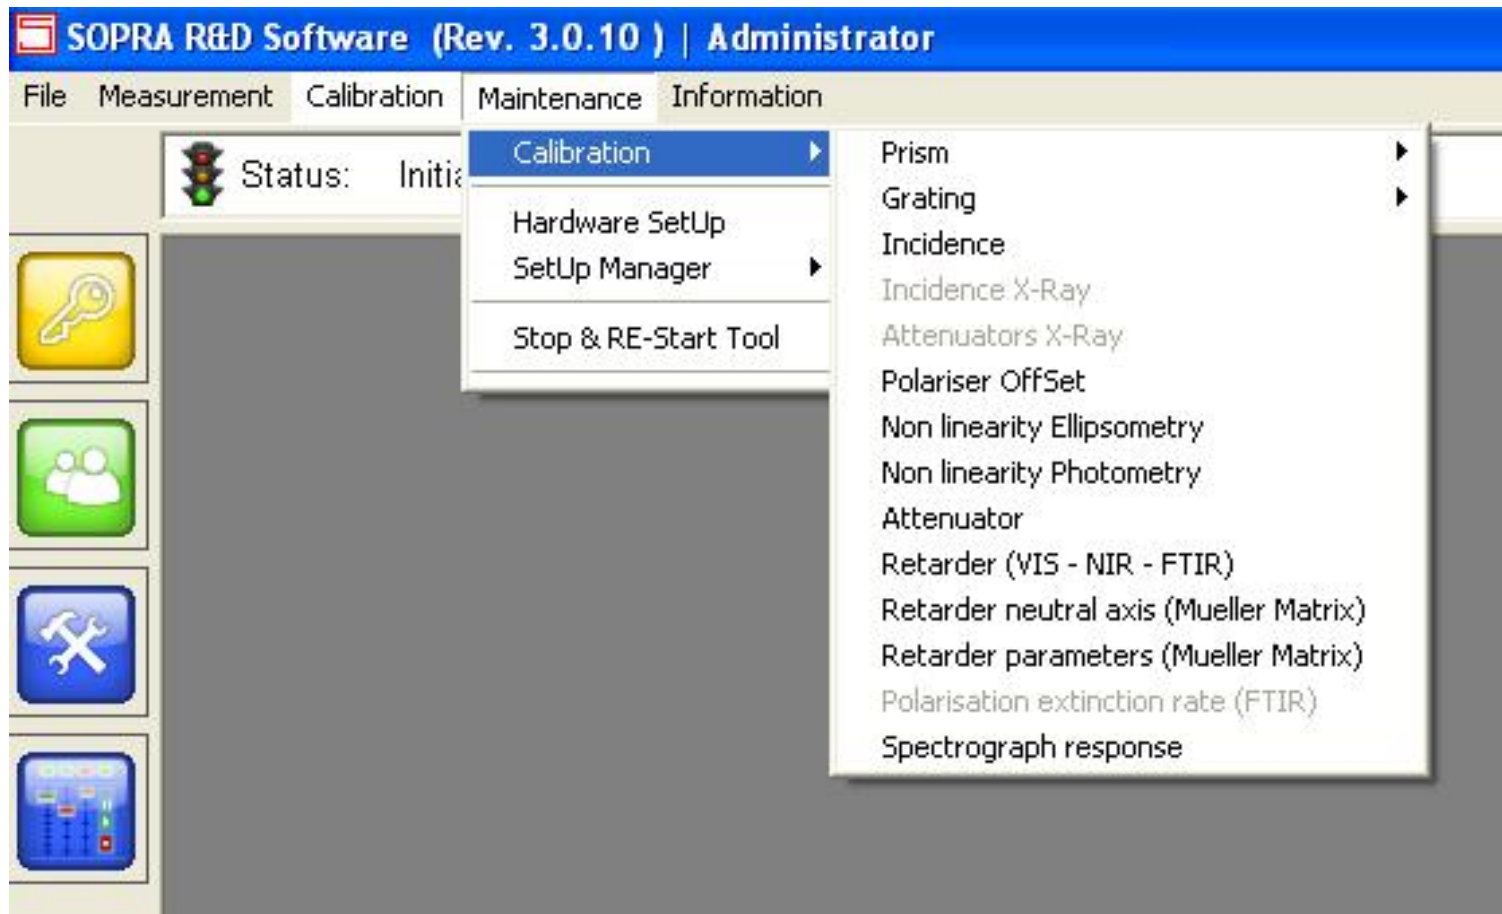 SOPRA R&D Software (Rev. 3.0.10 ) | Administrator
File Measurement Calibration Maintenance Information
Status:
Calibration
Hardware SetUp
SetUp Manager
Stop & RE-Start Tool
Prism
Grating
Incidence
Incidence X-Ray
Attenuators X-Ray
Polariser OffSet
Non linearity Ellipsometry
Non linearity Photometry
Attenuator
Retarder (VIS - NIR - FTIR)
Retarder neutral axis (Mueller Matrix)
Retarder parameters (Mueller Matrix)
Polarisation extinction rate (FTIR)
Spectrograph response